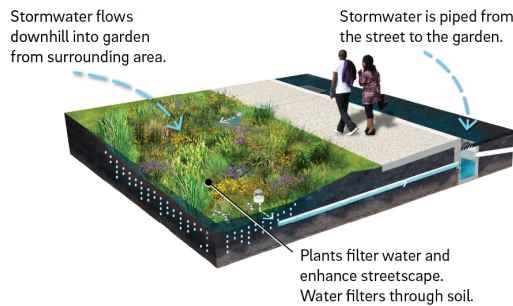 Stormwater flows
downhill into garden
from surrounding area.
Stormwater is piped from
the street to the garden.
Plants filter water and
enhance streetscape.
Water filters through soil.